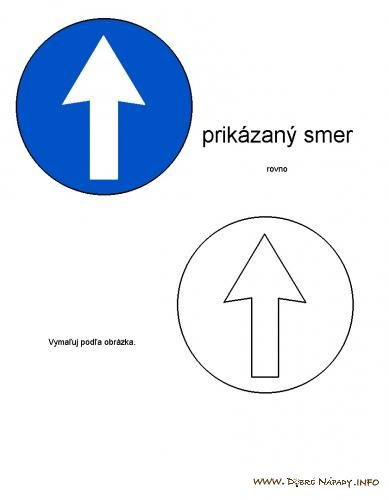 prikázaný smer
rovno
Vymaľuj podľa obrázka.
www. Dobré Nápady .info